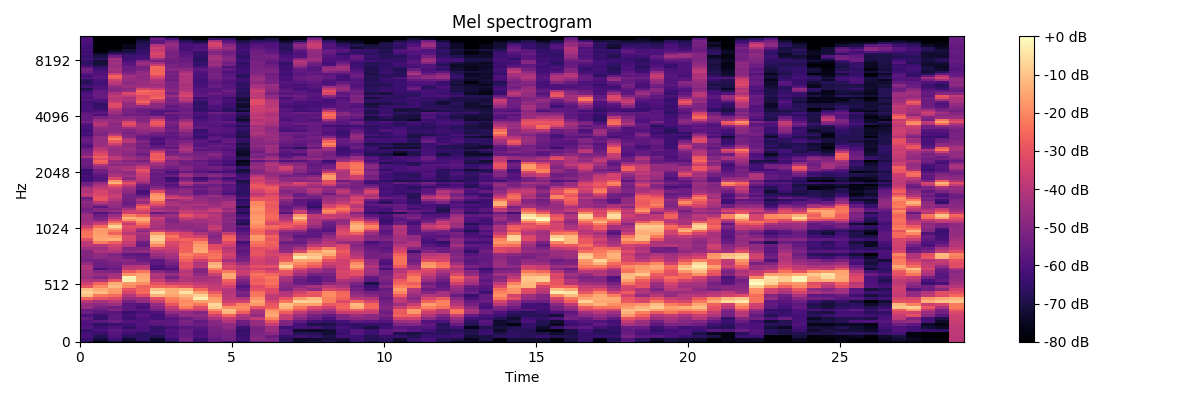 Mel spectrogram
Hz
8192
4096
2048
1024
512
0
0 5 10 15 20 25
Time
+0 dB
-10 dB
-20 dB
-30 dB
-40 dB
-50 dB
-60 dB
-70 dB
-80 dB